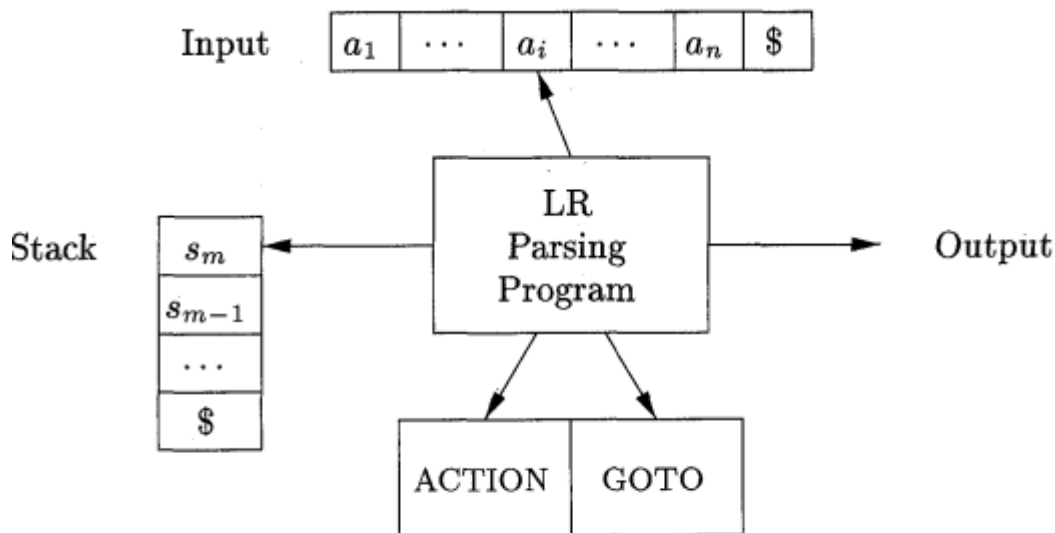 Input a₁ ··· aᵢ ··· aₙ $
LR
Parsing
Program
Stack
sₘ
sₘ₋₁
···
$
Output
ACTION GOTO